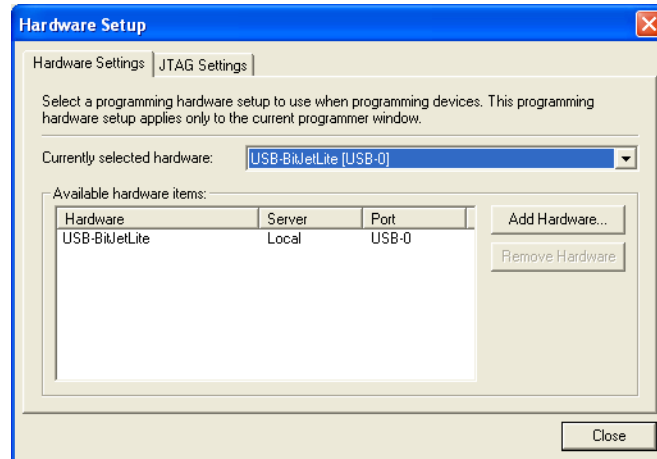 Hardware Setup
Hardware Settings
JTAG Settings
Select a programming hardware setup to use when programming devices. This programming
hardware setup applies only to the current programmer window.
Currently selected hardware:
USB-BitJetLite [USB-0]
Available hardware items:
Hardware Server Port
USB-BitJetLite Local USB-0
Add Hardware...
Remove Hardware
Close